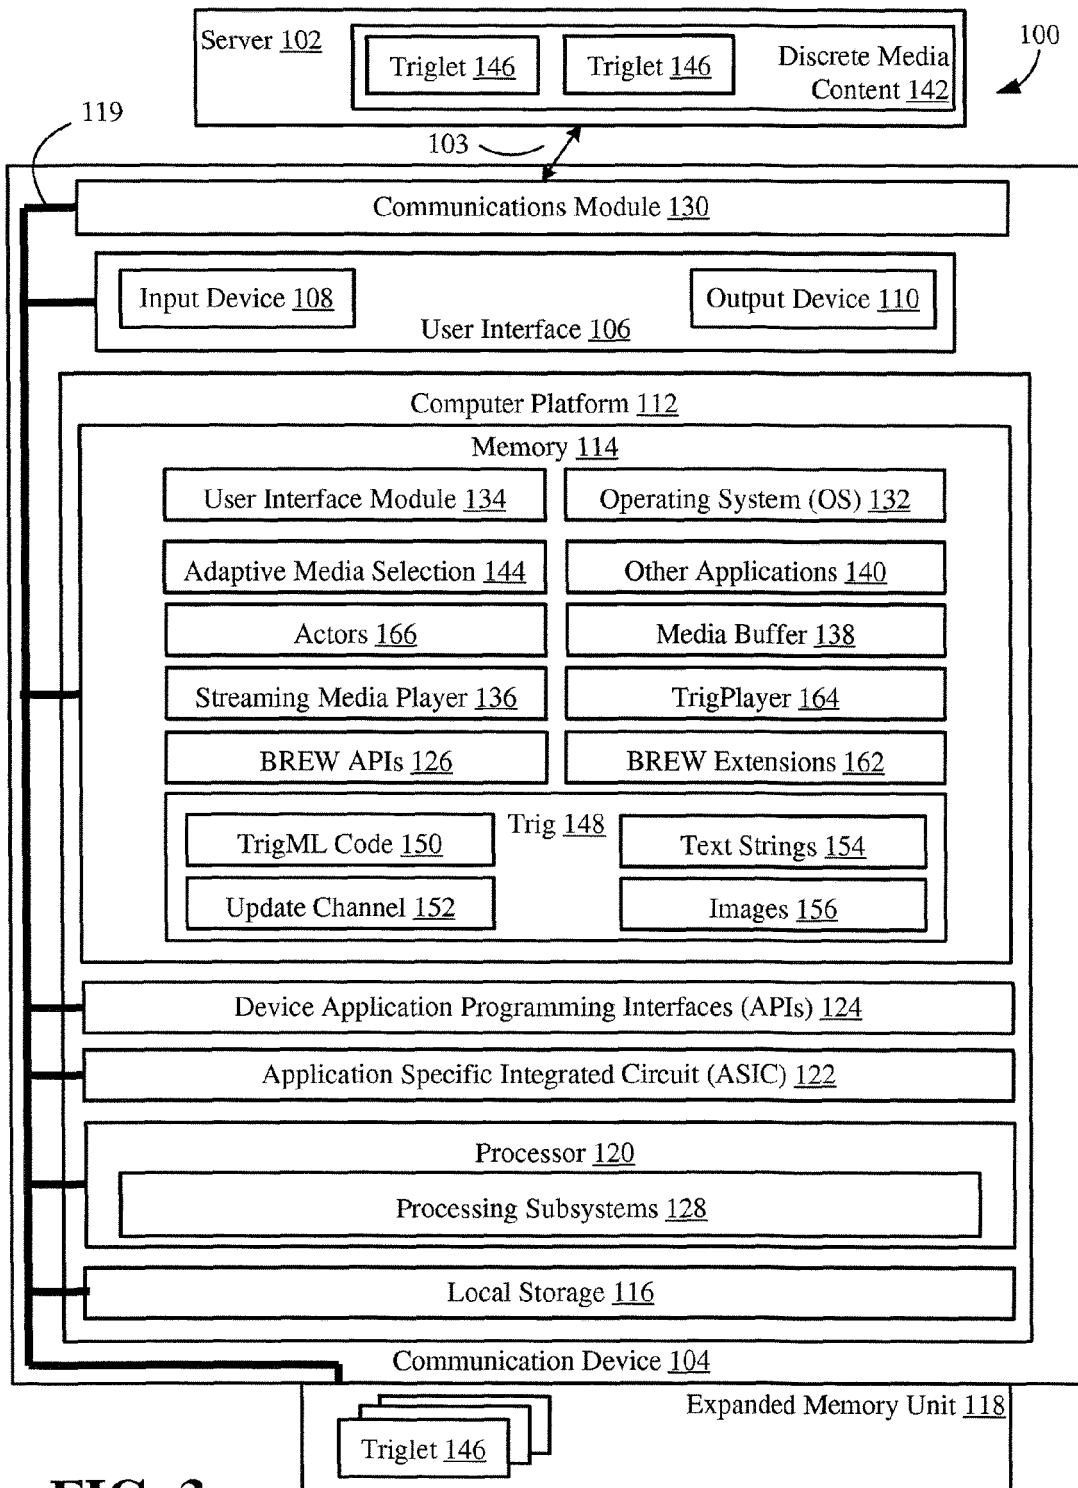 Server 102
Triglet 146
Triglet 146
Discrete Media
Content 142
100
119
103
Communications Module 130
Input Device 108
Output Device 110
User Interface 106
Computer Platform 112
Memory 114
User Interface Module 134
Operating System (OS) 132
Adaptive Media Selection 144
Other Applications 140
Actors 166
Media Buffer 138
Streaming Media Player 136
TrigPlayer 164
BREW APIs 126
BREW Extensions 162
Trig 148
TrigML Code 150
Text Strings 154
Update Channel 152
Images 156
Device Application Programming Interfaces (APIs) 124
Application Specific Integrated Circuit (ASIC) 122
Processor 120
Processing Subsystems 128
Local Storage 116
Communication Device 104
Expanded Memory Unit 118
Triglet 146